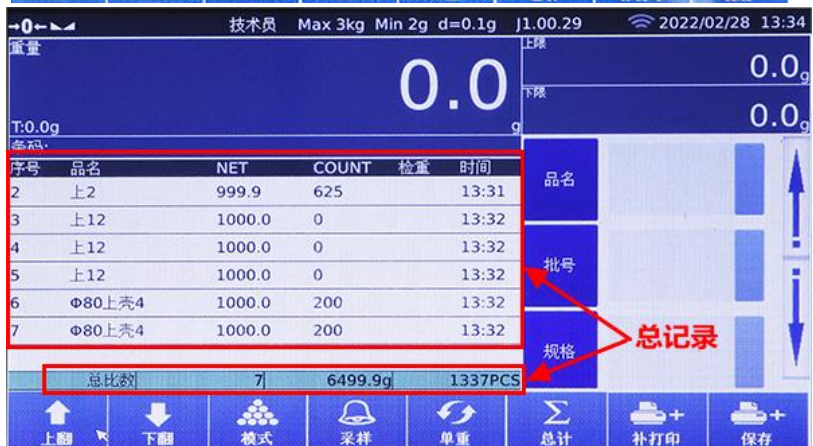 →0← 技术员 Max 3kg Min 2g d=0.1g J1.00.29 2022/02/28 13:34
重量
0.0 g
T:0.0g
上限
0.0g
下限
0.0g
条码:
序号 品名 NET COUNT 检重 时间
2 上2 999.9 625 13:31
3 上12 1000.0 0 13:32
4 上12 1000.0 0 13:32
5 上12 1000.0 0 13:32
6 Φ80上壳4 1000.0 200 13:32
7 Φ80上壳4 1000.0 200 13:32
总比数 7 6499.9g 1337PCS
品名
批号
规格
总记录
上翻 下翻 模式 采样 单重 总计 补打印 保存